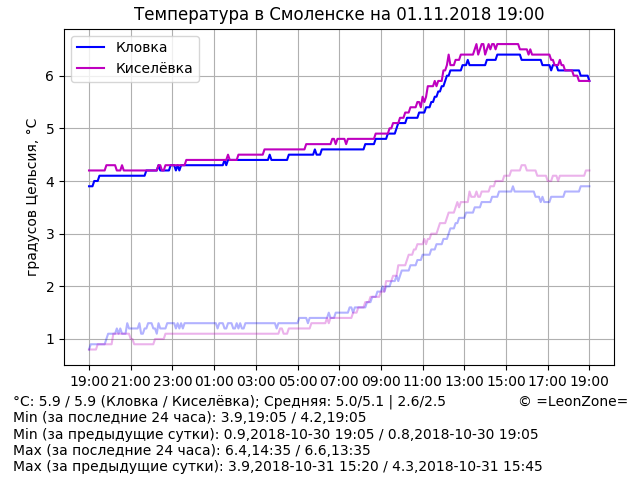 Температура в Смоленске на 01.11.2018 19:00
Кловка
Киселёвка
градусов Цельсия, °C
6
5
4
3
2
1
19:00 21:00 23:00 01:00 03:00 05:00 07:00 09:00 11:00 13:00 15:00 17:00 19:00
°C: 5.9 / 5.9 (Кловка / Киселёвка); Средняя: 5.0/5.1 | 2.6/2.5 © =LeonZone=
Min (за последние 24 часа): 3.9,19:05 / 4.2,19:05
Min (за предыдущие сутки): 0.9,2018-10-30 19:05 / 0.8,2018-10-30 19:05
Max (за последние 24 часа): 6.4,14:35 / 6.6,13:35
Max (за предыдущие сутки): 3.9,2018-10-31 15:20 / 4.3,2018-10-31 15:45